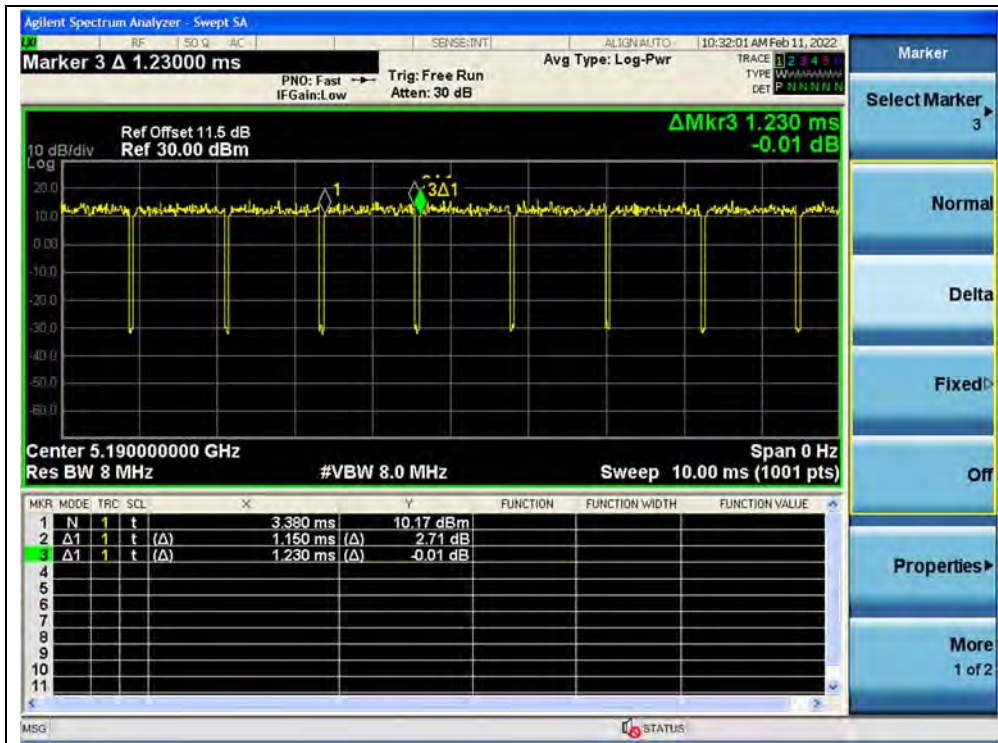 Agilent Spectrum Analyzer - Swept SA
LXI RF 50 Ω AC SENSE:INT ALIGN AUTO 10:32:01 AM Feb 11, 2022
Marker 3 Δ 1.23000 ms
PNO: Fast
IFGain:Low
Trig: Free Run
Atten: 30 dB
Avg Type: Log-Pwr
TRACE 1 2 3 4 5 6
TYPE W
DET P N N N N N
ΔMkr3 1.230 ms
-0.01 dB
Ref Offset 11.5 dB
10 dB/div Ref 30.00 dBm
Log
20.0
10.0
0.00
-10.0
-20.0
-30.0
-40.0
-50.0
-60.0
1
3Δ1
Center 5.190000000 GHz Span 0 Hz
Res BW 8 MHz #VBW 8.0 MHz Sweep 10.00 ms (1001 pts)
MKR MODE TRC SCL X Y FUNCTION FUNCTION WIDTH FUNCTION VALUE
1 N 1 t 3.380 ms 10.17 dBm
2 Δ1 1 t (Δ) 1.150 ms (Δ) 2.71 dB
3 Δ1 1 t (Δ) 1.230 ms (Δ) -0.01 dB
4
5
6
7
8
9
10
11
MSG STATUS
Marker
Select Marker
3
Normal
Delta
Fixed
Off
Properties
More
1 of 2